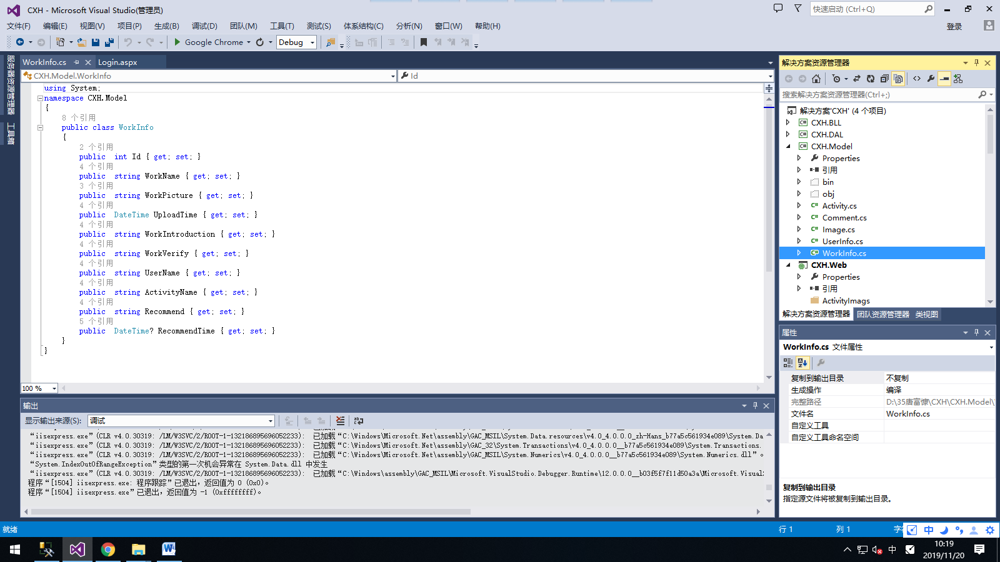 CXH - Microsoft Visual Studio(管理员)
快速启动 (Ctrl+Q)
文件(F) 编辑(E) 视图(V) 项目(P) 生成(B) 调试(D) 团队(M) 工具(T) 测试(S) 体系结构(C) 分析(N) 窗口(W) 帮助(H)
登录
Google Chrome
Debug
服务器资源管理器
工具箱
WorkInfo.cs
Login.aspx
CXH.Model.WorkInfo
Id
using System;
namespace CXH.Model
{
8 个引用
public class WorkInfo
{
2 个引用
public int Id { get; set; }
4 个引用
public string WorkName { get; set; }
3 个引用
public string WorkPicture { get; set; }
4 个引用
public DateTime UploadTime { get; set; }
4 个引用
public string WorkIntroduction { get; set; }
4 个引用
public string WorkVerify { get; set; }
4 个引用
public string UserName { get; set; }
4 个引用
public string ActivityName { get; set; }
4 个引用
public string Recommend { get; set; }
5 个引用
public DateTime? RecommendTime { get; set; }
}
}
100 %
输出
显示输出来源(S): 调试
“iisexpress.exe”(CLR v4.0.30319: /LM/W3SVC/2/ROOT-1-132186895696052233): 已加载“C:\Windows\Microsoft.Net\assembly\GAC_MSIL\System.Data.resources\v4.0_4.0.0.0_zh-Hans_b77a5c561934e089\System.Da
“iisexpress.exe”(CLR v4.0.30319: /LM/W3SVC/2/ROOT-1-132186895696052233): 已加载“C:\Windows\Microsoft.Net\assembly\GAC_32\System.Transactions\v4.0_4.0.0.0__b77a5c561934e089\System.Transactions.
“iisexpress.exe”(CLR v4.0.30319: /LM/W3SVC/2/ROOT-1-132186895696052233): 已加载“C:\Windows\Microsoft.Net\assembly\GAC_MSIL\System.Numerics\v4.0_4.0.0.0__b77a5c561934e089\System.Numerics.dll”。
“System.IndexOutOfRangeException”类型的第一次机会异常在 System.Data.dll 中发生
“iisexpress.exe”(CLR v4.0.30319: /LM/W3SVC/2/ROOT-1-132186895696052233): 已加载“C:\Windows\assembly\GAC_MSIL\Microsoft.VisualStudio.Debugger.Runtime\12.0.0.0__b03f5f7f11d50a3a\Microsoft.Visual
程序“[1504] iisexpress.exe: 程序跟踪”已退出，返回值为 0 (0x0)。
程序“[1504] iisexpress.exe”已退出，返回值为 -1 (0xffffffff)。
解决方案资源管理器
搜索解决方案资源管理器(Ctrl+;)
解决方案'CXH' (4 个项目)
CXH.BLL
CXH.DAL
CXH.Model
Properties
引用
bin
obj
Activity.cs
Comment.cs
Image.cs
UserInfo.cs
WorkInfo.cs
CXH.Web
Properties
引用
ActivityImags
解决方案资源管理器 团队资源管理器 类视图
属性
WorkInfo.cs 文件属性
复制到输出目录 不复制
生成操作 编译
完整路径 D:\35唐富慷\CXH\CXH.Model\
文件名 WorkInfo.cs
自定义工具
自定义工具命名空间
复制到输出目录
指定源文件将被复制到输出目录。
就绪
行 1
列 1
中
中
10:19
2019/11/20